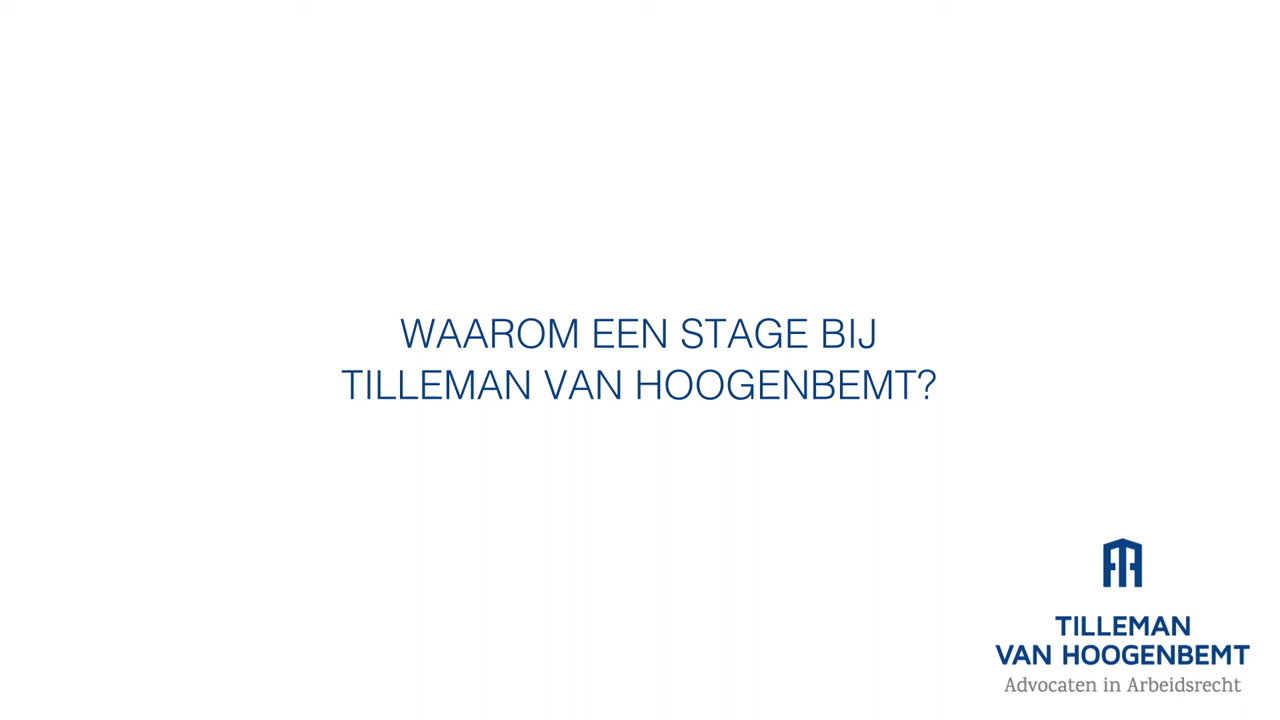 WAAROM EEN STAGE BIJ
TILLEMAN VAN HOOGENBEMT?
TILLEMAN
VAN HOOGENBEMT
Advocaten in Arbeidsrecht